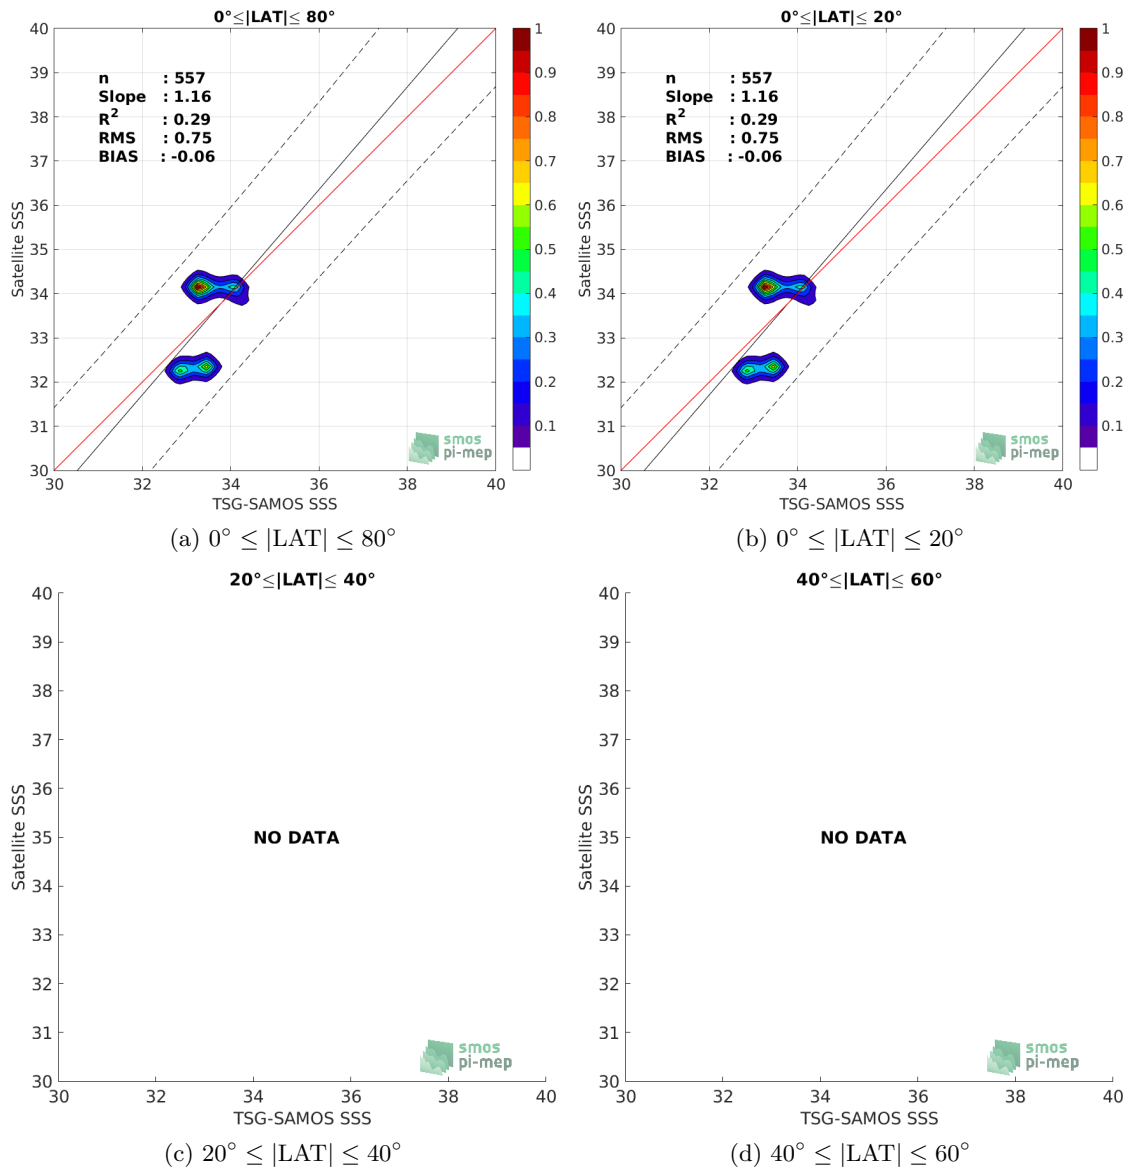 0°≤|LAT|≤ 80°
40
39
38
37
36
35
34
33
32
31
30
Satellite SSS
n : 557
Slope : 1.16
R2 : 0.29
RMS : 0.75
BIAS : -0.06
1
0.9
0.8
0.7
0.6
0.5
0.4
0.3
0.2
0.1
smos
pi-mep
30 32 34 36 38 40
TSG-SAMOS SSS
(a) 0° ≤ |LAT| ≤ 80°
0°≤|LAT|≤ 20°
40
39
38
37
36
35
34
33
32
31
30
Satellite SSS
n : 557
Slope : 1.16
R2 : 0.29
RMS : 0.75
BIAS : -0.06
1
0.9
0.8
0.7
0.6
0.5
0.4
0.3
0.2
0.1
smos
pi-mep
30 32 34 36 38 40
TSG-SAMOS SSS
(b) 0° ≤ |LAT| ≤ 20°
20°≤|LAT|≤ 40°
40
39
38
37
36
35
34
33
32
31
30
Satellite SSS
NO DATA
smos
pi-mep
30 32 34 36 38 40
TSG-SAMOS SSS
(c) 20° ≤ |LAT| ≤ 40°
40°≤|LAT|≤ 60°
40
39
38
37
36
35
34
33
32
31
30
Satellite SSS
NO DATA
smos
pi-mep
30 32 34 36 38 40
TSG-SAMOS SSS
(d) 40° ≤ |LAT| ≤ 60°